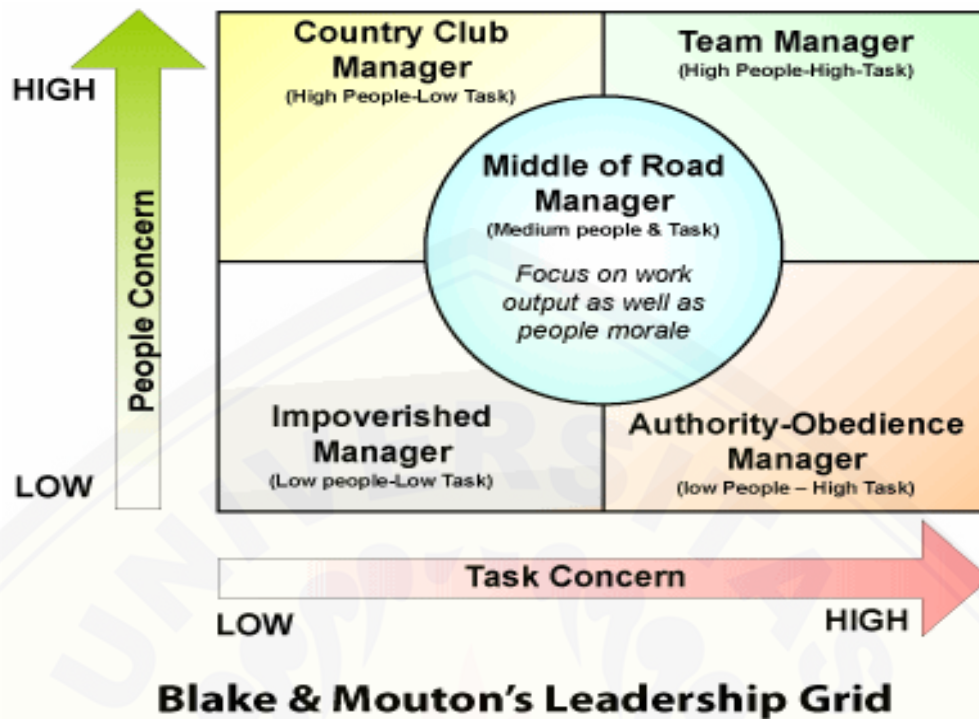 HIGH
People Concern
LOW
Country Club
Manager
(High People-Low Task)
Team Manager
(High People-High-Task)
Middle of Road
Manager
(Medium people & Task)
Focus on work
output as well as
people morale
Impoverished
Manager
(Low people-Low Task)
Authority-Obedience
Manager
(low People – High Task)
Task Concern
LOW
HIGH
Blake & Mouton's Leadership Grid
UNIVERSITAS